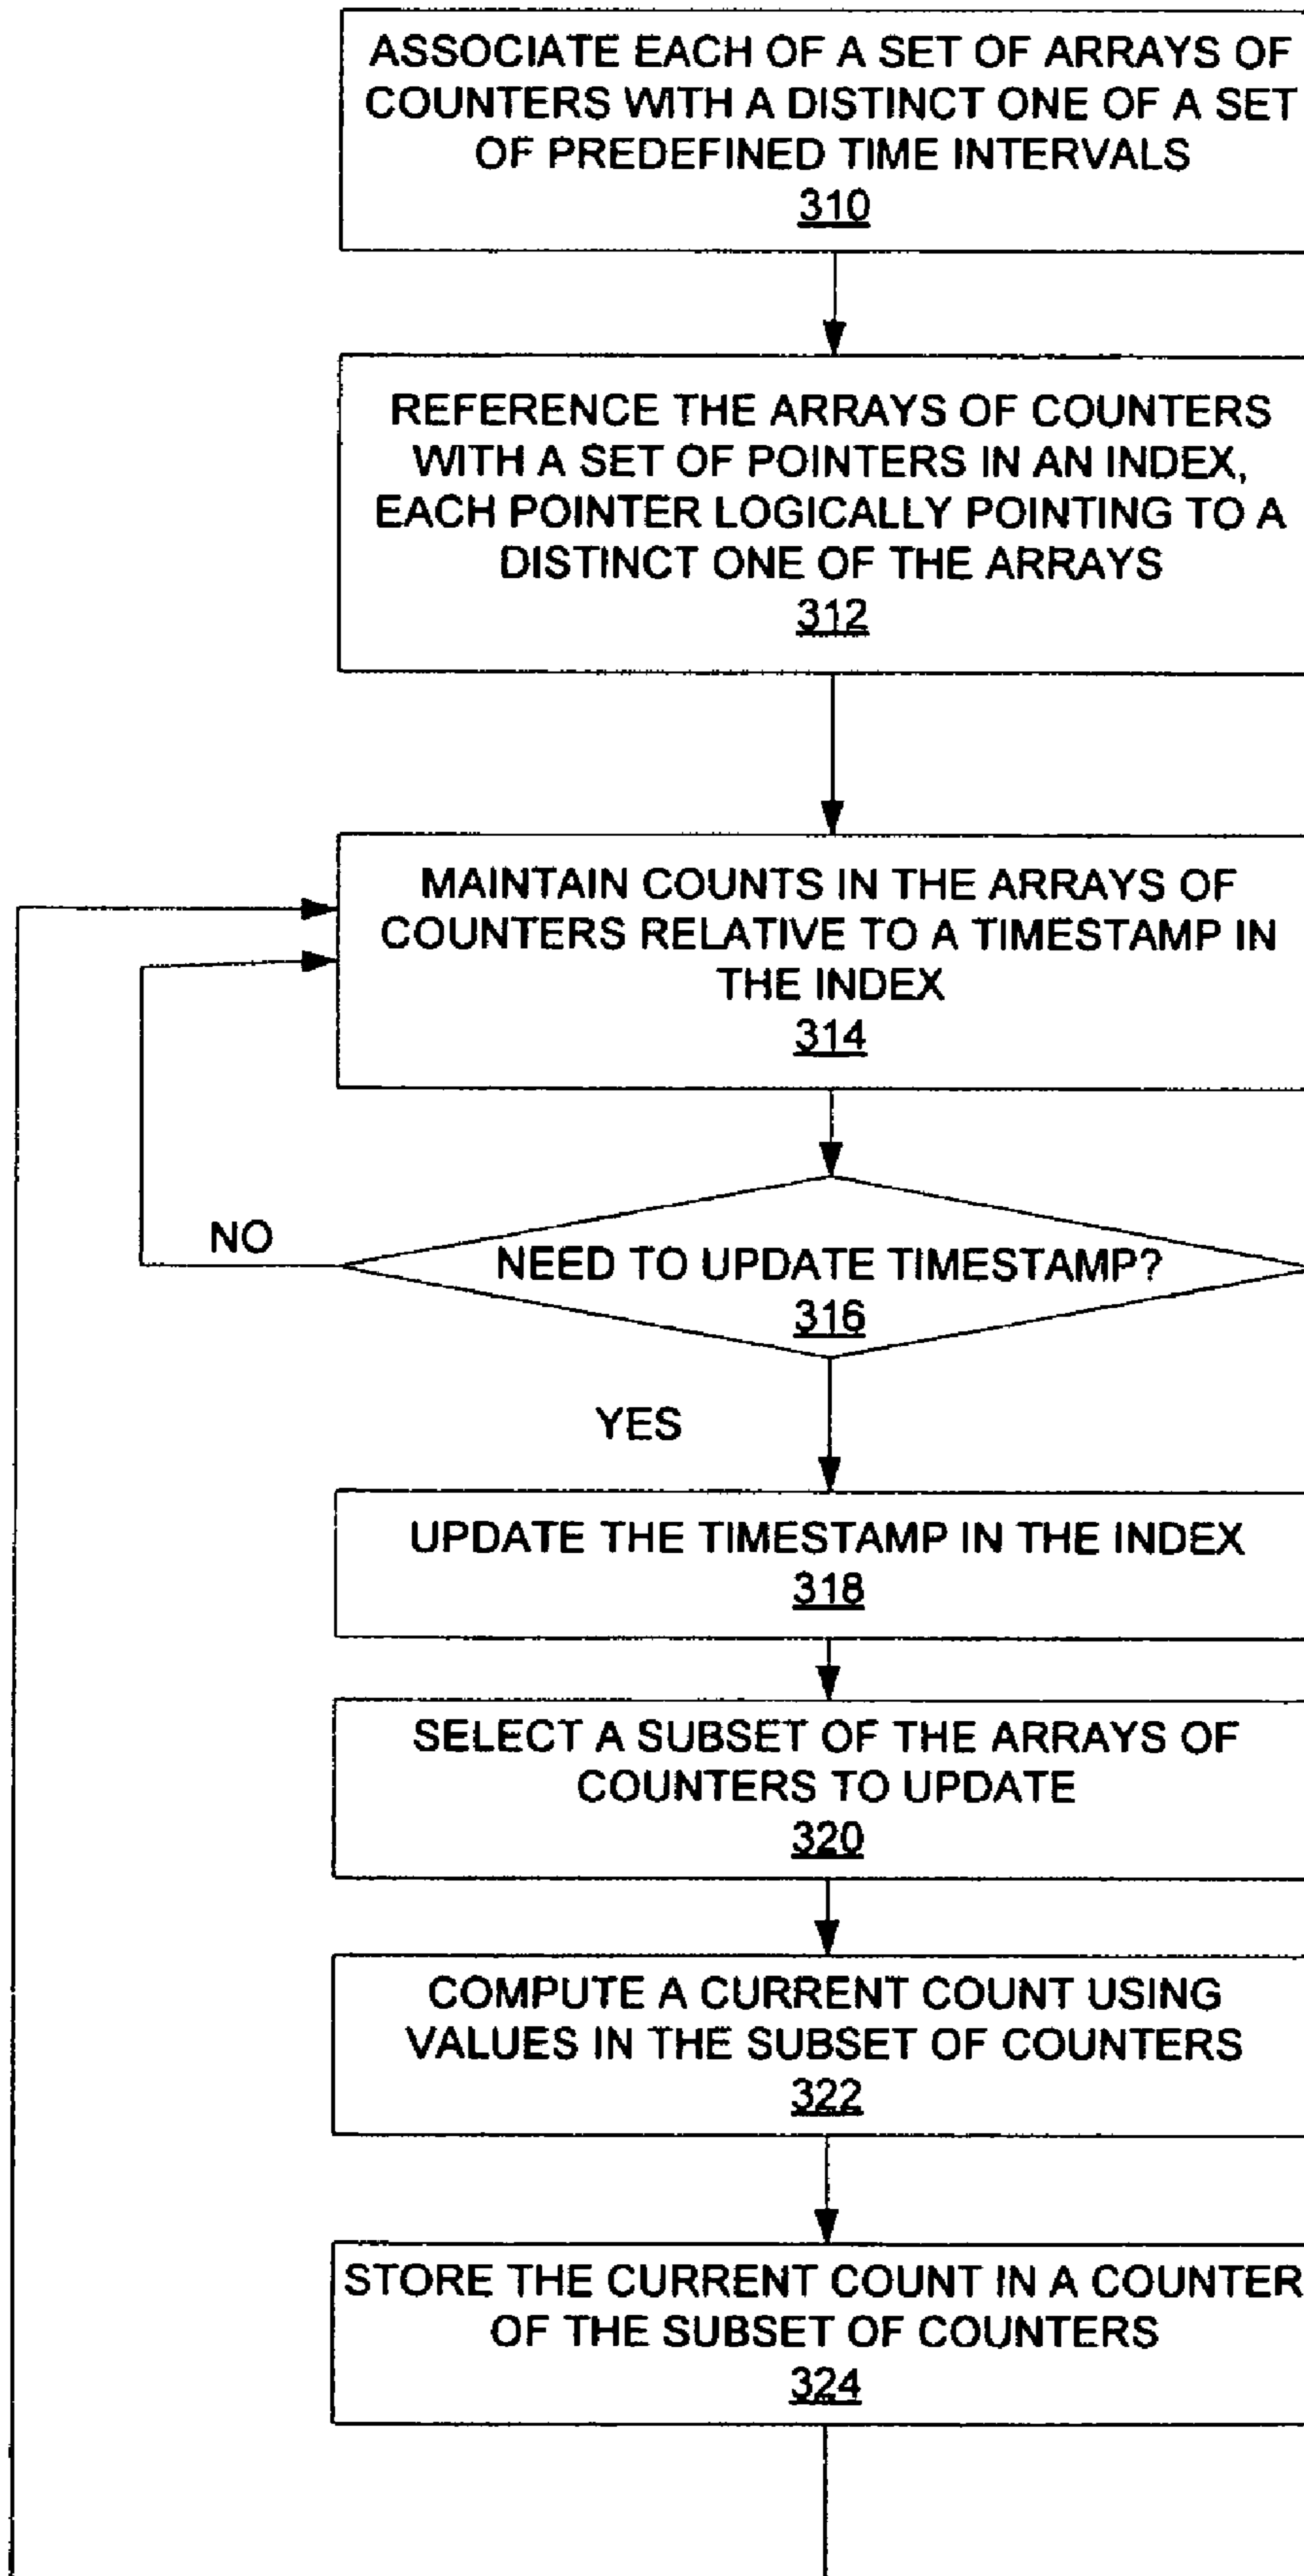 ASSOCIATE EACH OF A SET OF ARRAYS OF
COUNTERS WITH A DISTINCT ONE OF A SET
OF PREDEFINED TIME INTERVALS
310
REFERENCE THE ARRAYS OF COUNTERS
WITH A SET OF POINTERS IN AN INDEX,
EACH POINTER LOGICALLY POINTING TO A
DISTINCT ONE OF THE ARRAYS
312
MAINTAIN COUNTS IN THE ARRAYS OF
COUNTERS RELATIVE TO A TIMESTAMP IN
THE INDEX
314
NO
NEED TO UPDATE TIMESTAMP?
316
YES
UPDATE THE TIMESTAMP IN THE INDEX
318
SELECT A SUBSET OF THE ARRAYS OF
COUNTERS TO UPDATE
320
COMPUTE A CURRENT COUNT USING
VALUES IN THE SUBSET OF COUNTERS
322
STORE THE CURRENT COUNT IN A COUNTER
OF THE SUBSET OF COUNTERS
324